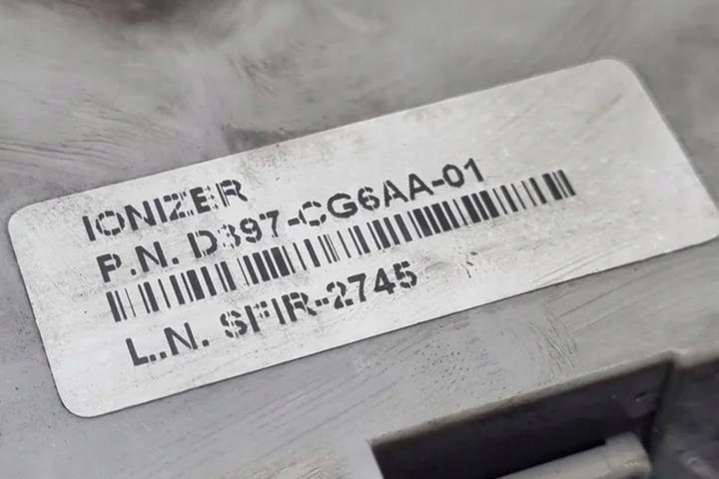 IONIZER
P.N. D397-CG6AA-01
L.N. SFIR-2745